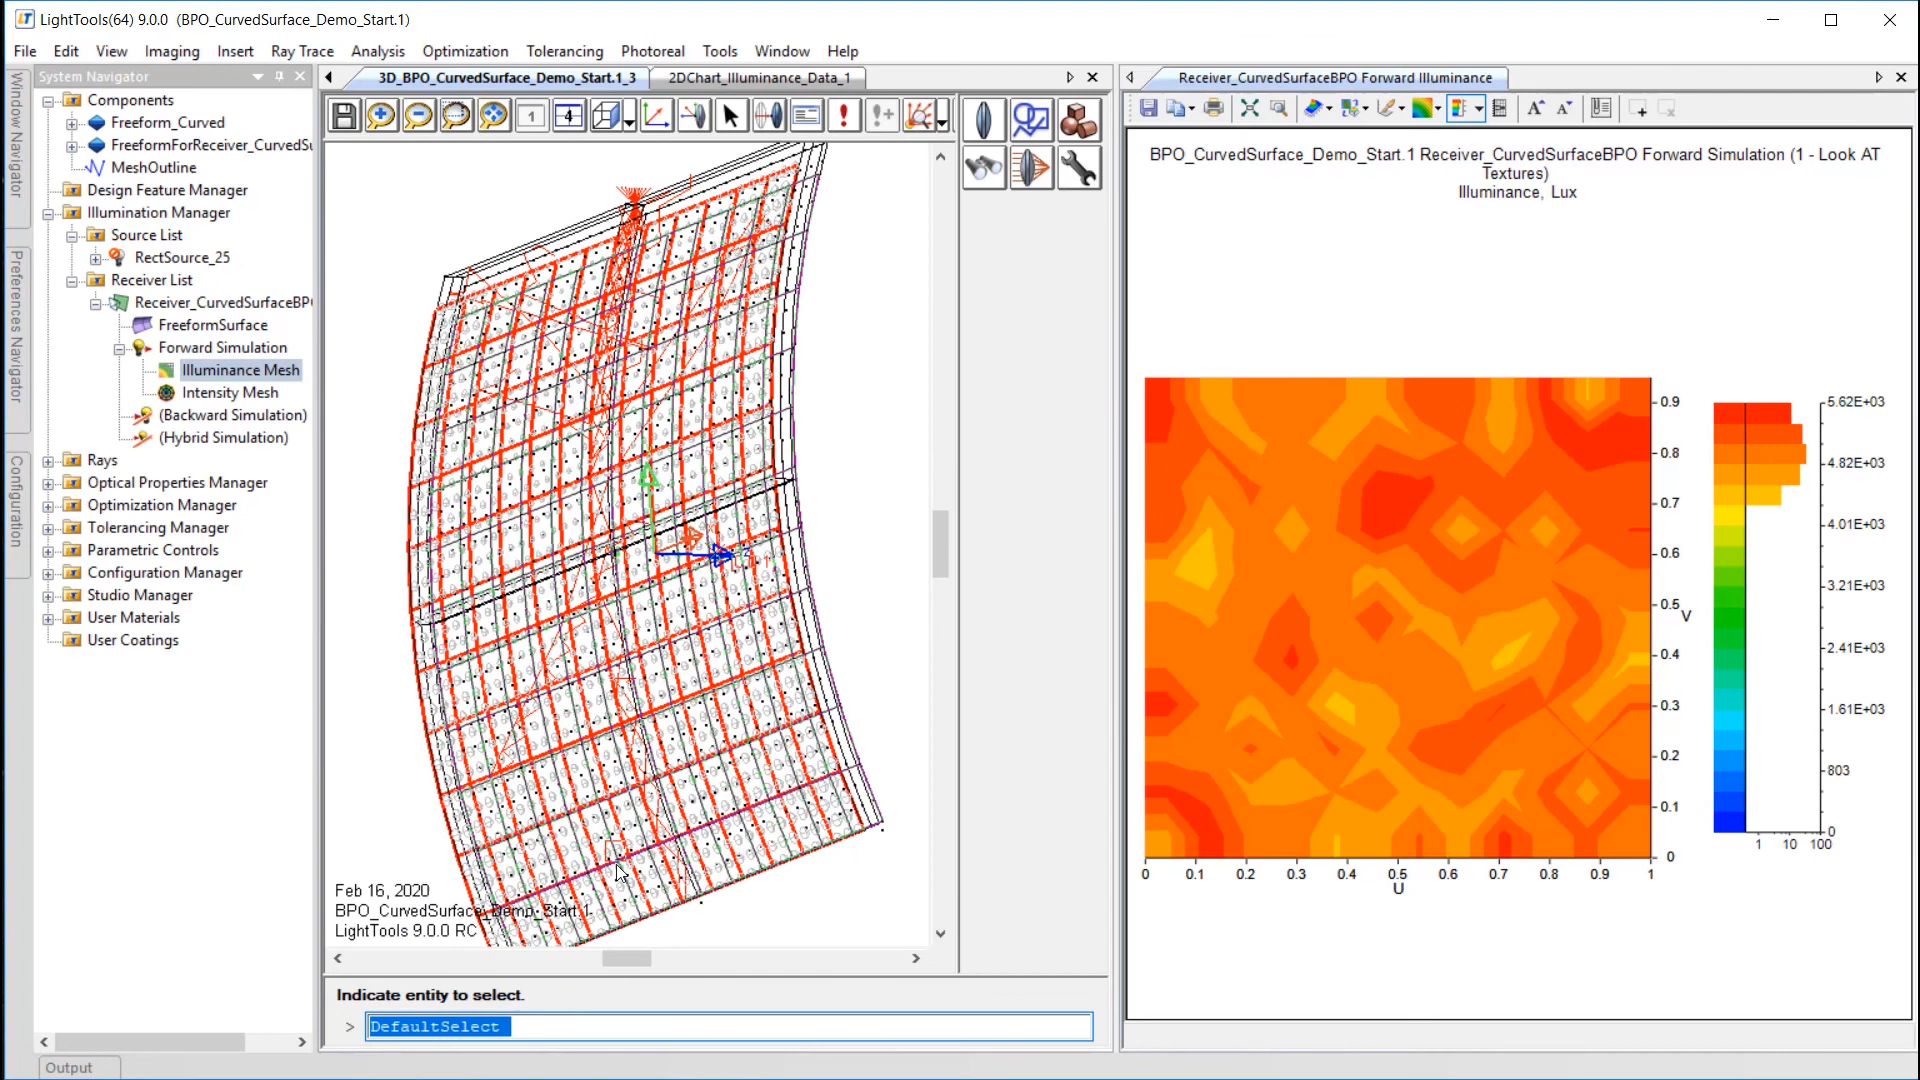 LightTools(64) 9.0.0 (BPO_CurvedSurface_Demo_Start.1)
File Edit View Imaging Insert Ray Trace Analysis Optimization Tolerancing Photoreal Tools Window Help
Window Navigator
Preferences Navigator
Configuration
System Navigator
Components
Freeform_Curved
FreeformForReceiver_CurvedSu
MeshOutline
Design Feature Manager
Illumination Manager
Source List
RectSource_25
Receiver List
Receiver_CurvedSurfaceBP
FreeformSurface
Forward Simulation
Illuminance Mesh
Intensity Mesh
(Backward Simulation)
(Hybrid Simulation)
Rays
Optical Properties Manager
Optimization Manager
Tolerancing Manager
Parametric Controls
Configuration Manager
Studio Manager
User Materials
User Coatings
Output
3D_BPO_CurvedSurface_Demo_Start.1_3
2DChart_Illuminance_Data_1
1
4
Feb 16, 2020
BPO_CurvedSurface_Demo_Start.1
LightTools 9.0.0 RC
Indicate entity to select.
> DefaultSelect
Receiver_CurvedSurfaceBPO Forward Illuminance
BPO_CurvedSurface_Demo_Start.1 Receiver_CurvedSurfaceBPO Forward Simulation (1 - Look AT
Textures)
Illuminance, Lux
0.9
0.8
0.7
0.6
0.5
V
0.4
0.3
0.2
0.1
0
0 0.1 0.2 0.3 0.4 0.5 0.6 0.7 0.8 0.9 1
U
5.62E+03
4.82E+03
4.01E+03
3.21E+03
2.41E+03
1.61E+03
803
0
1 10 100